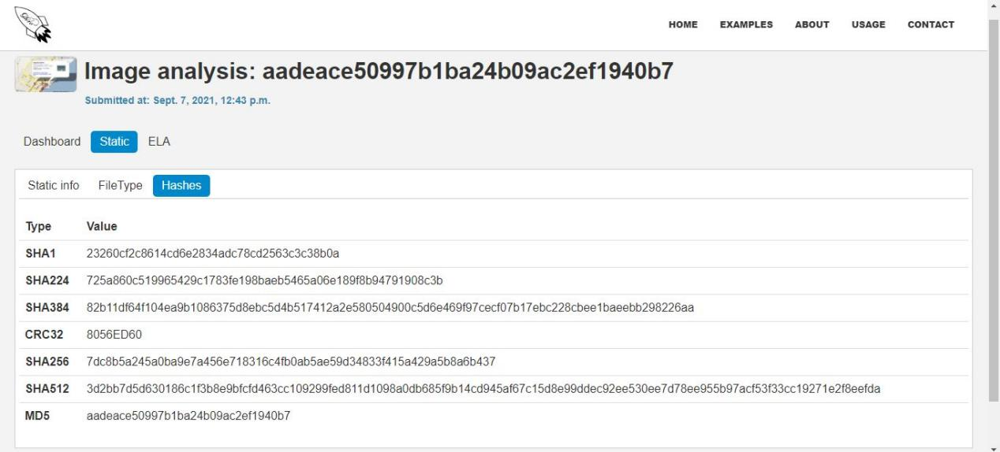 HOME EXAMPLES ABOUT USAGE CONTACT
Image analysis: aadeace50997b1ba24b09ac2ef1940b7
Submitted at: Sept. 7, 2021, 12:43 p.m.
Dashboard Static ELA
Static info FileType Hashes
Type Value
SHA1 23260cf2c8614cd6e2834adc78cd2563c3c38b0a
SHA224 725a860c519965429c1783fe198baeb5465a06e189f8b94791908c3b
SHA384 82b11df64f104ea9b1086375d8ebc5d4b517412a2e580504900c5d6e469f97cecf07b17ebc228cbee1baeebb298226aa
CRC32 8056ED60
SHA256 7dc8b5a245a0ba9e7a456e718316c4fb0ab5ae59d34833f415a429a5b8a6b437
SHA512 3d2bb7d5d630186c1f3b8e9bfcfd463cc109299fed811d1098a0db685f9b14cd945af67c15d8e99ddec92ee530ee7d78ee955b97acf53f33cc19271e2f8eefda
MD5 aadeace50997b1ba24b09ac2ef1940b7